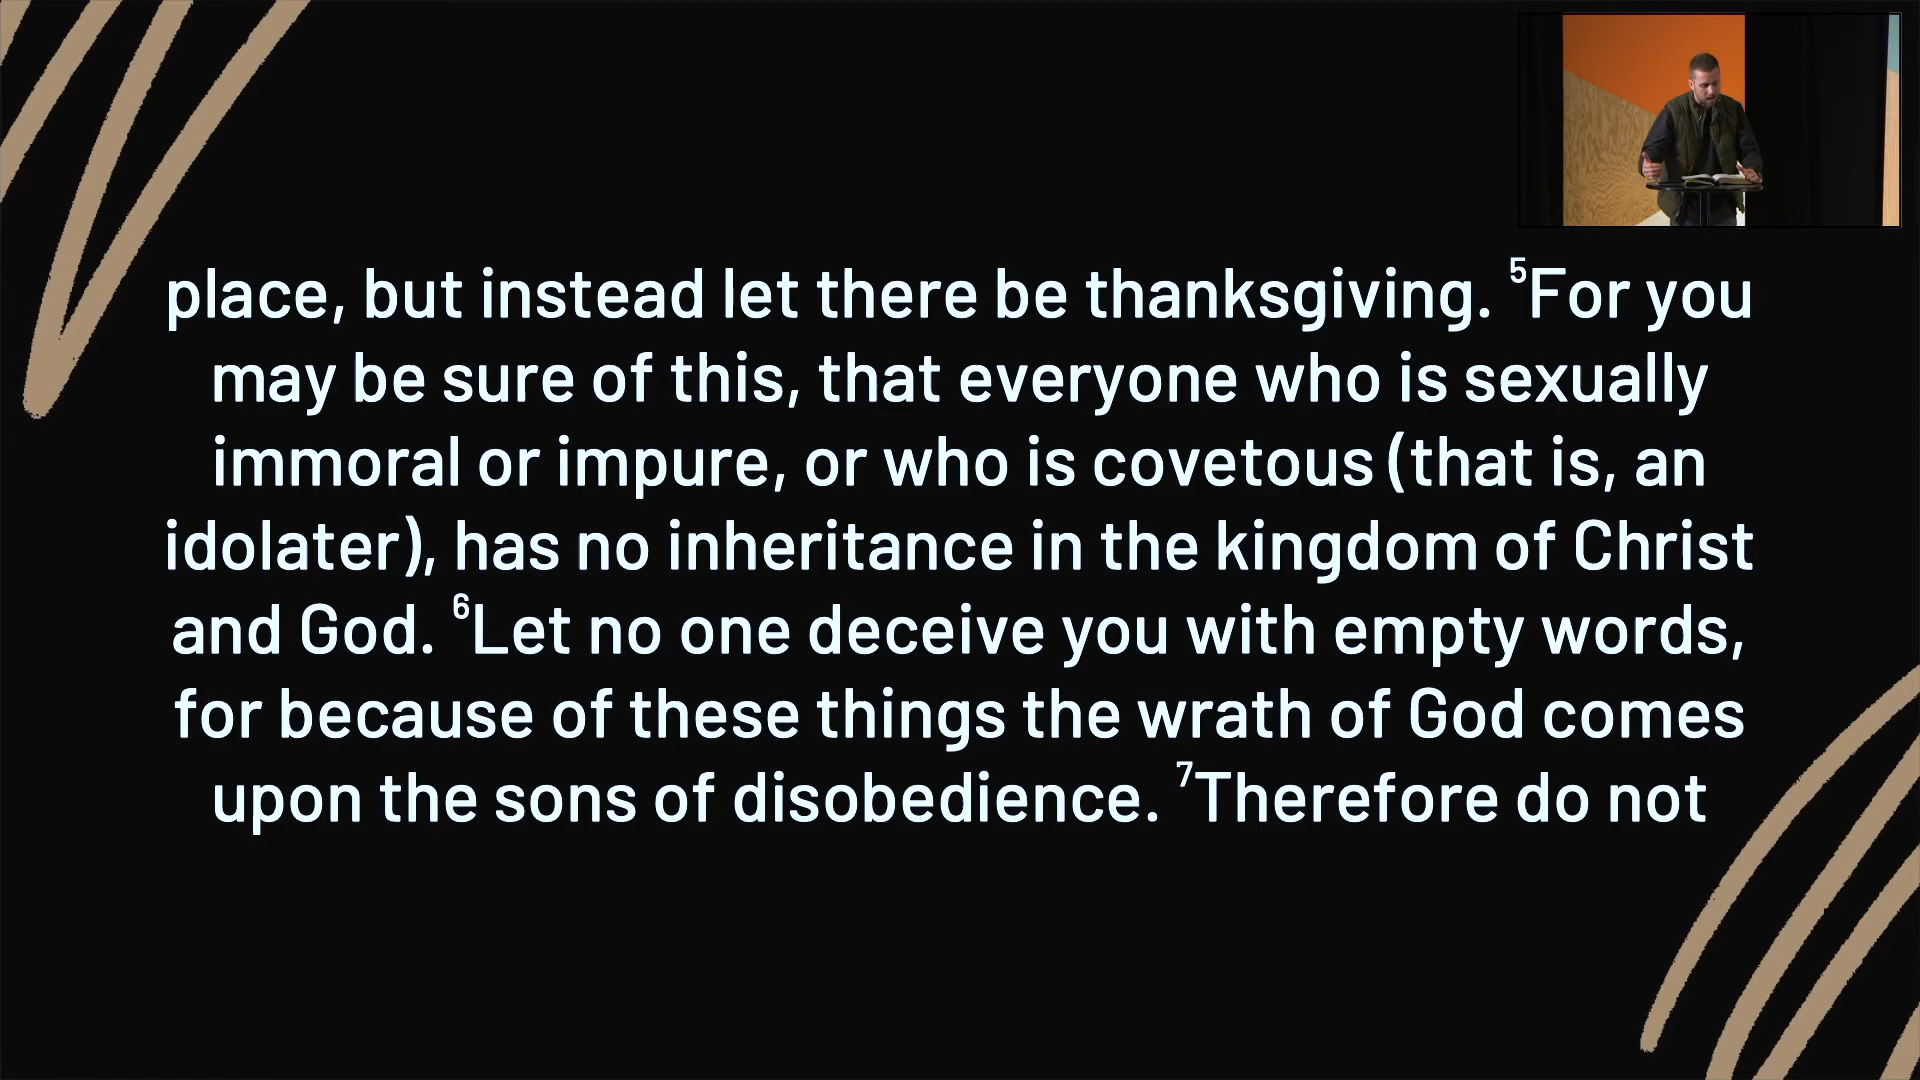 place, but instead let there be thanksgiving. ⁵For you
may be sure of this, that everyone who is sexually
immoral or impure, or who is covetous (that is, an
idolater), has no inheritance in the kingdom of Christ
and God. ⁶Let no one deceive you with empty words,
for because of these things the wrath of God comes
upon the sons of disobedience. ⁷Therefore do not